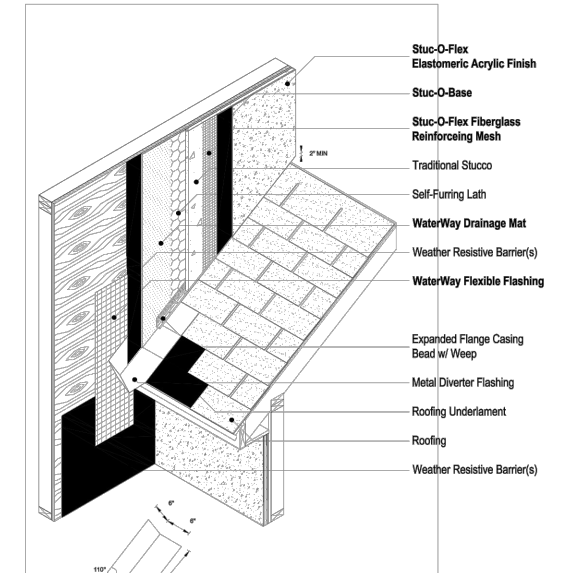 Stuc-O-Flex
Elastomeric Acrylic Finish
Stuc-O-Base
Stuc-O-Flex Fiberglass
Reinforceing Mesh
2" MIN
Traditional Stucco
Self-Furring Lath
WaterWay Drainage Mat
Weather Resistive Barrier(s)
WaterWay Flexible Flashing
Expanded Flange Casing
Bead w/ Weep
Metal Diverter Flashing
Roofing Underlament
Roofing
Weather Resistive Barrier(s)
6"
6"
110°